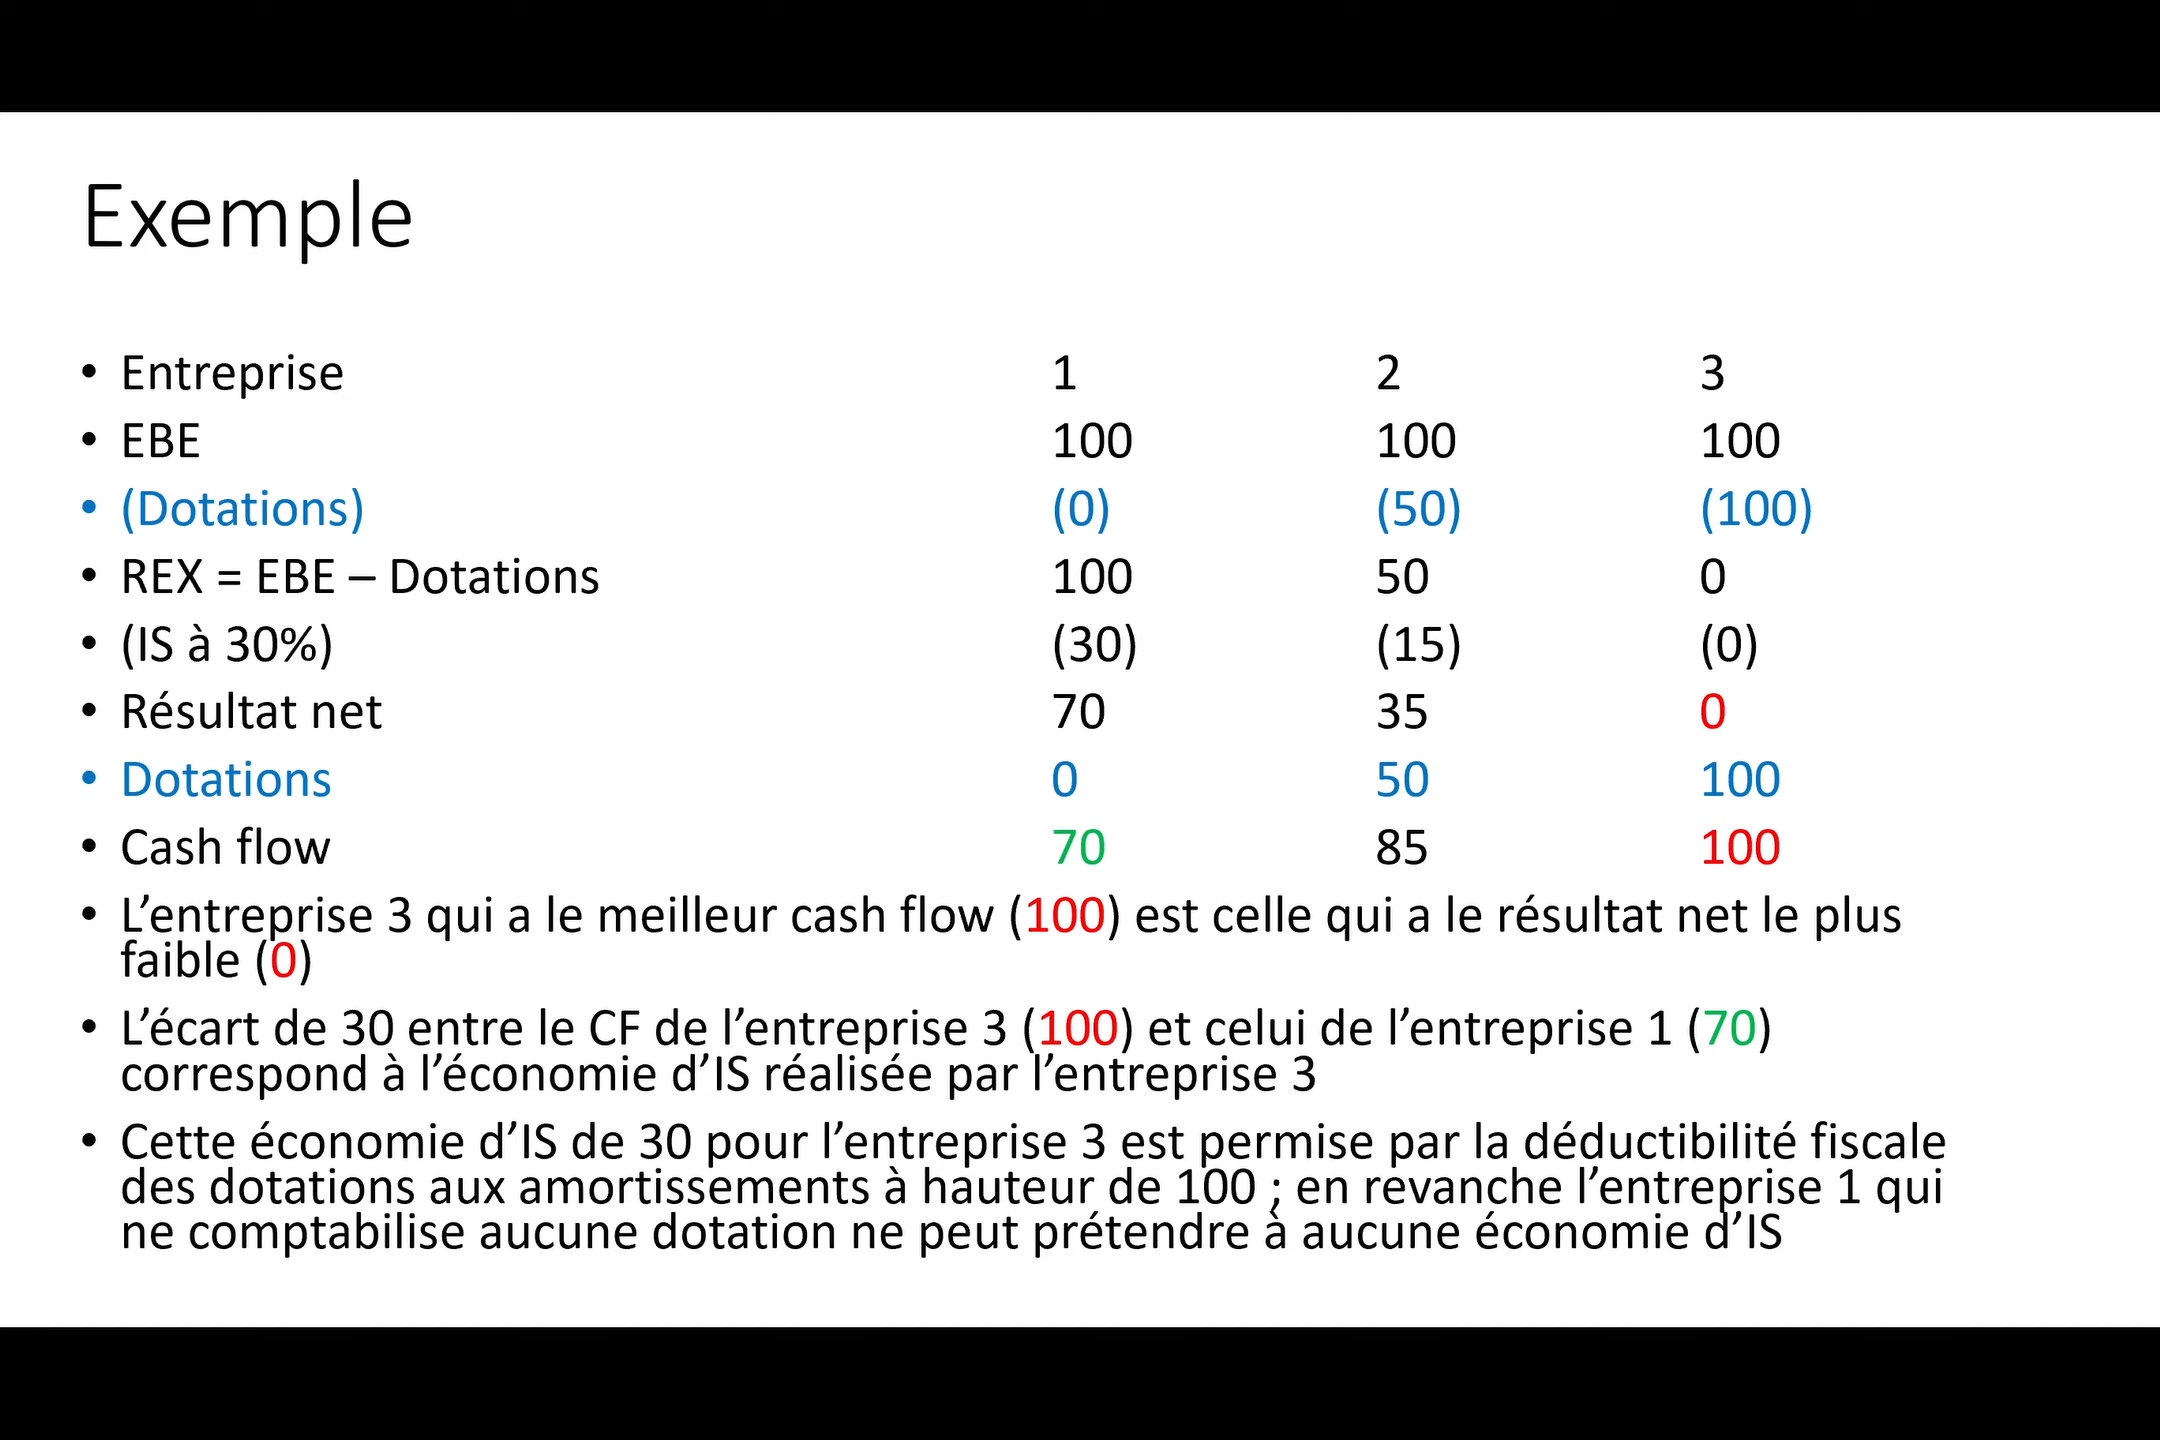 Exemple
• Entreprise 1 2 3
• EBE 100 100 100
• (Dotations) (0) (50) (100)
• REX = EBE – Dotations 100 50 0
• (IS à 30%) (30) (15) (0)
• Résultat net 70 35 0
• Dotations 0 50 100
• Cash flow 70 85 100
• L’entreprise 3 qui a le meilleur cash flow (100) est celle qui a le résultat net le plus
faible (0)
• L’écart de 30 entre le CF de l’entreprise 3 (100) et celui de l’entreprise 1 (70)
correspond à l’économie d’IS réalisée par l’entreprise 3
• Cette économie d’IS de 30 pour l’entreprise 3 est permise par la déductibilité fiscale
des dotations aux amortissements à hauteur de 100 ; en revanche l’entreprise 1 qui
ne comptabilise aucune dotation ne peut prétendre à aucune économie d’IS